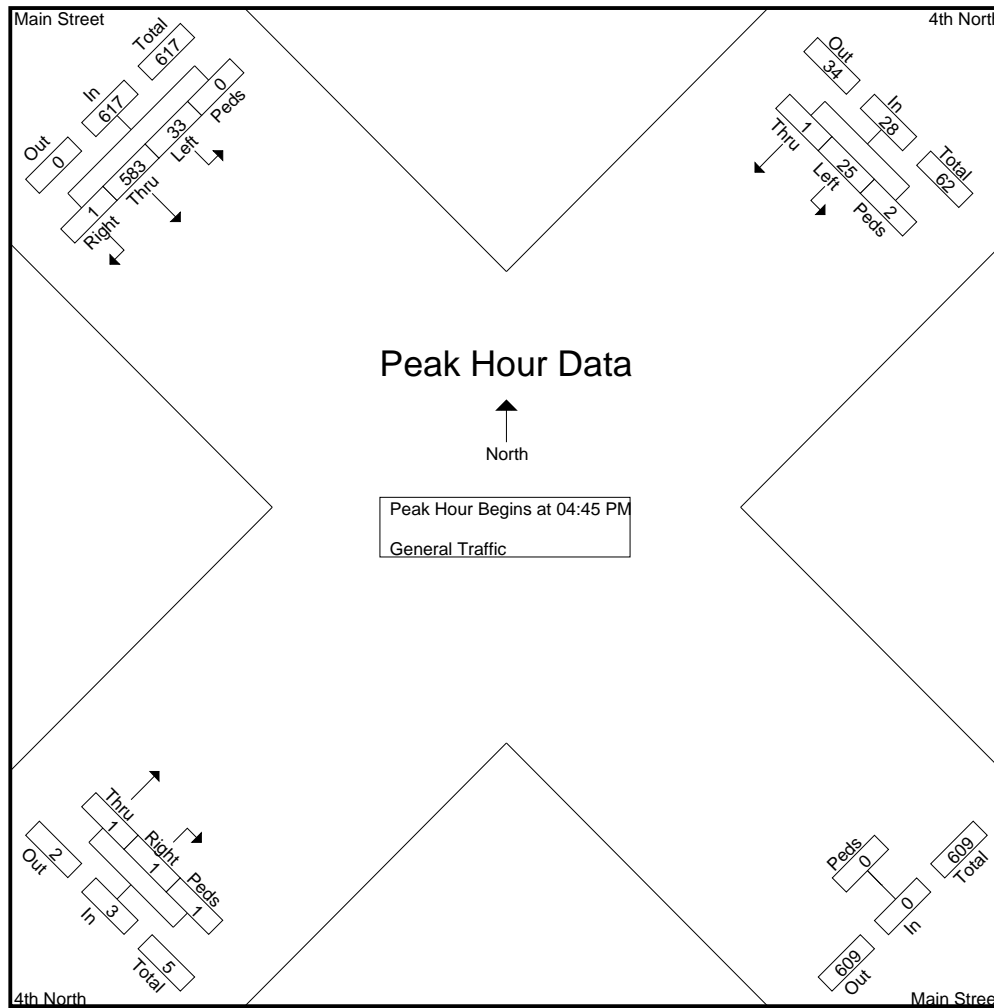 Main Street
4th North
Out
0
In
617
Total
617
1
583
33
0
Right
Thru
Left
Peds
Out
34
In
28
Total
62
1
25
2
Thru
Left
Peds
Peak Hour Data
North
Peak Hour Begins at 04:45 PM
General Traffic
Thru
Right
Peds
1
1
1
2
Out
3
In
5
Total
Peds
0
609
Total
0
In
609
Out
4th North
Main Stree